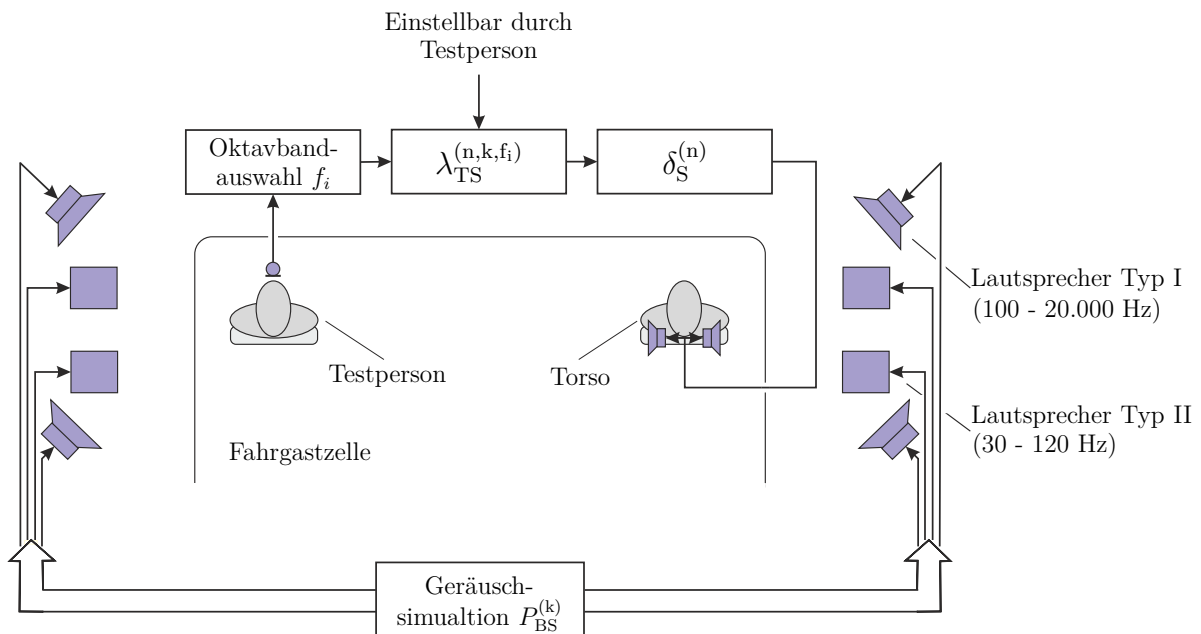 Einstellbar durch
Testperson
Oktavband-
auswahl f_i
λ_TS^(n,k,f_i)
δ_S^(n)
Lautsprecher Typ I
(100 - 20.000 Hz)
Testperson
Torso
Lautsprecher Typ II
(30 - 120 Hz)
Fahrgastzelle
Geräusch-
simualtion P_BS^(k)